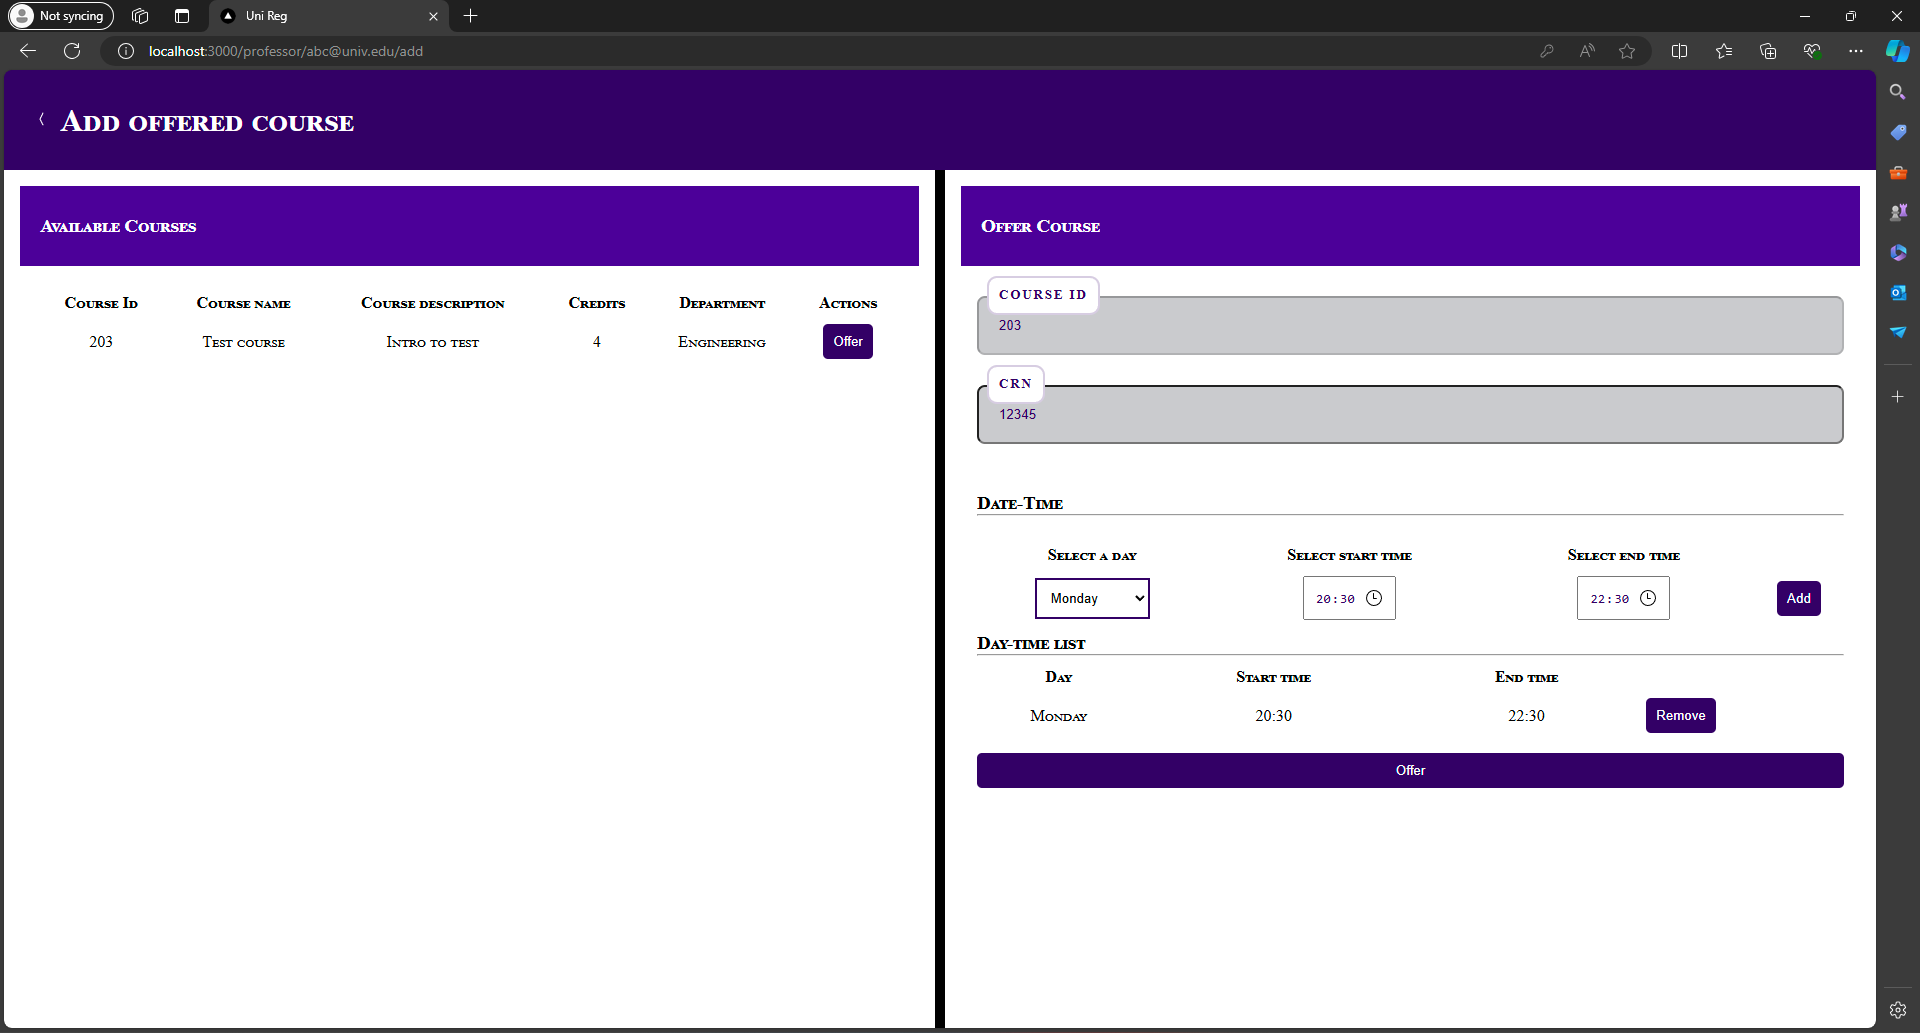 Not syncing
Uni Reg
localhost:3000/professor/abc@univ.edu/add
Add offered course
Available Courses
Course Id Course name Course description Credits Department Actions
203 Test course Intro to test 4 Engineering Offer
Offer Course
COURSE ID
203
CRN
12345
Date-Time
Select a day Select start time Select end time
Monday 20:30 22:30 Add
Day-time list
Day Start time End time
Monday 20:30 22:30 Remove
Offer